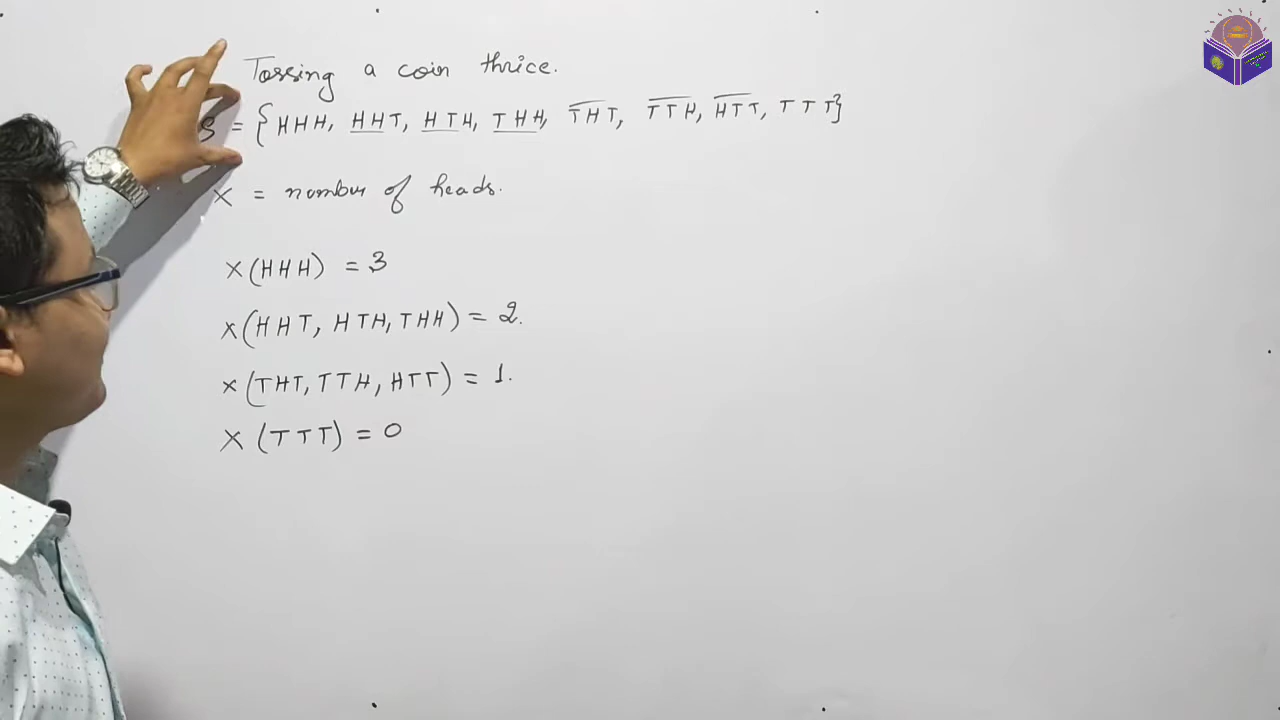 Tossing a coin thrice.
S = {HHH, HHT, HTH, THH, THT, TTH, HTT, TTT}
X = number of heads.
X(HHH) = 3
X(HHT, HTH, THH) = 2.
X(THT, TTH, HTT) = 1.
X(TTT) = 0